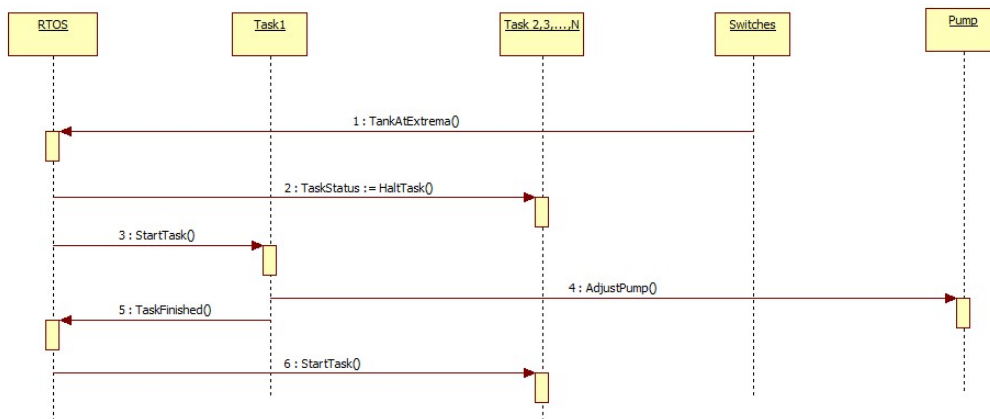 RTOS
Task1
Task 2,3,...,N
Switches
Pump
1 : TankAtExtrema()
2 : TaskStatus := HaltTask()
3 : StartTask()
4 : AdjustPump()
5 : TaskFinished()
6 : StartTask()